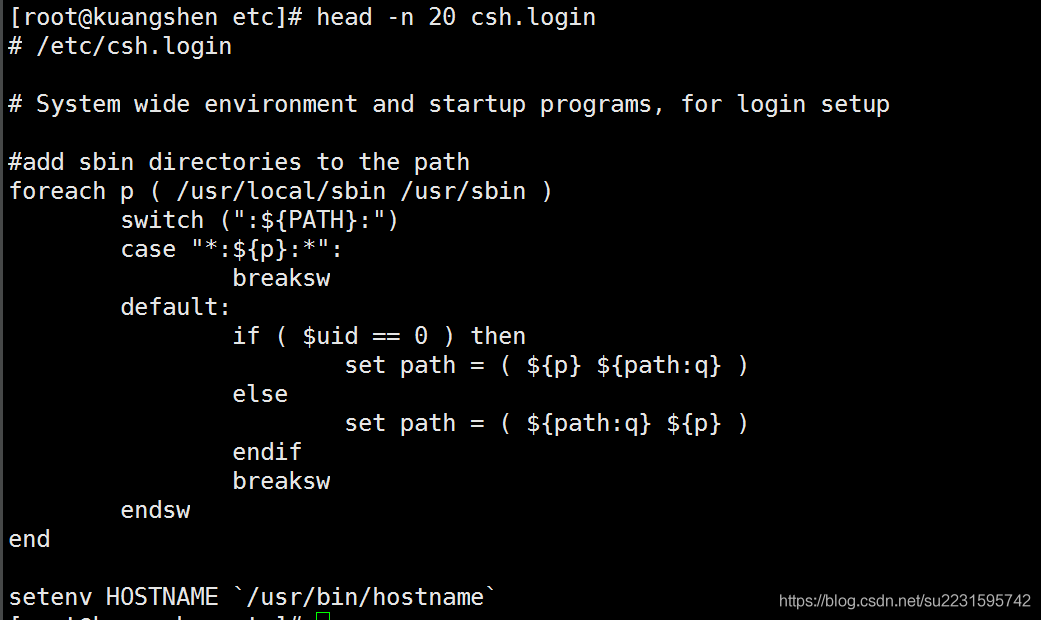 [root@kuangshen etc]# head -n 20 csh.login
# /etc/csh.login

# System wide environment and startup programs, for login setup

#add sbin directories to the path
foreach p ( /usr/local/sbin /usr/sbin )
        switch (":${PATH}:")
        case "*:${p}:*":
                breaksw
        default:
                if ( $uid == 0 ) then
                        set path = ( ${p} ${path:q} )
                else
                        set path = ( ${path:q} ${p} )
                endif
                breaksw
        endsw
end

setenv HOSTNAME `/usr/bin/hostname`
https://blog.csdn.net/su2231595742